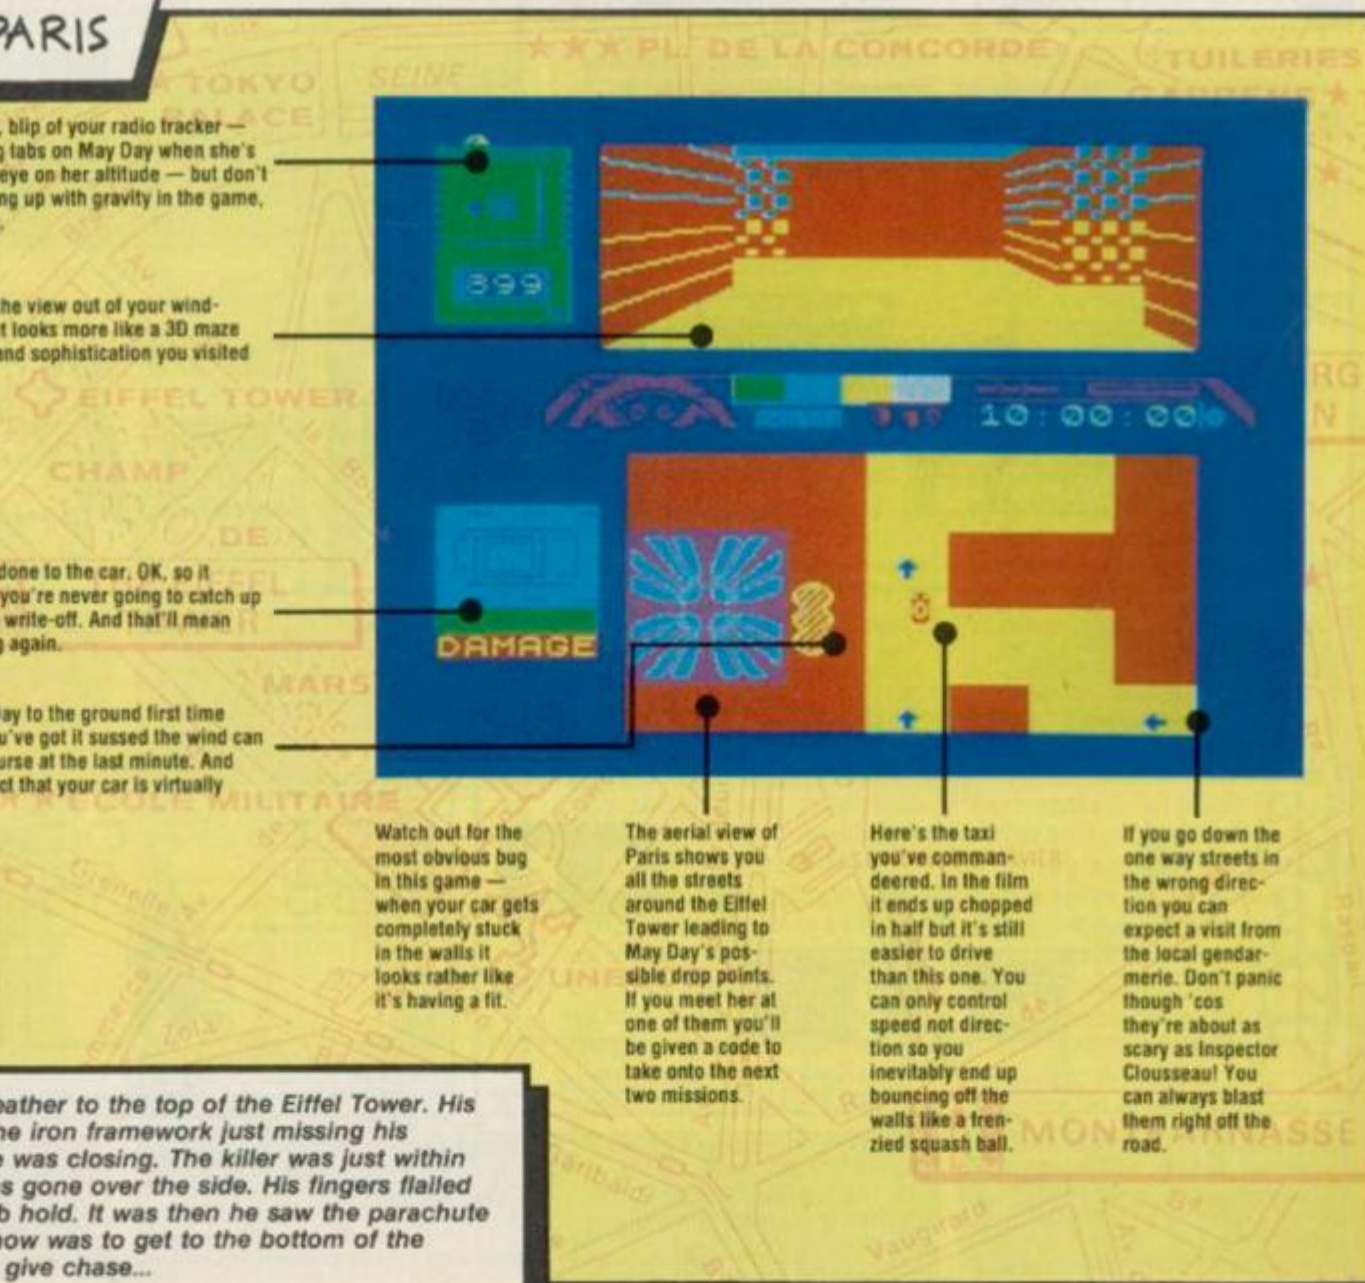 PARIS
, blip of your radio tracker —
g tabs on May Day when she's
eye on her altitude — but don't
ng up with gravity in the game,
he view out of your wind-
t looks more like a 3D maze
and sophistication you visited
done to the car. OK, so it
you're never going to catch up
write-off. And that'll mean
g again.
ay to the ground first time
u've got it sussed the wind can
urse at the last minute. And
ct that your car is virtually
899
10:00:00
DAMAGE
Watch out for the
most obvious bug
in this game —
when your car gets
completely stuck
in the walls it
looks rather like
it's having a fit.
The aerial view of
Paris shows you
all the streets
around the Eiffel
Tower leading to
May Day's pos-
sible drop points.
If you meet her at
one of them you'll
be given a code to
take onto the next
two missions.
Here's the taxi
you've comman-
deered. In the film
it ends up chopped
in half but it's still
easier to drive
than this one. You
can only control
speed not direc-
tion so you
inevitably end up
bouncing off the
walls like a fren-
zied squash ball.
If you go down the
one way streets in
the wrong direc-
tion you can
expect a visit from
the local gendar-
merie. Don't panic
though 'cos
they're about as
scary as Inspector
Clousseau! You
can always blast
them right off the
road.
eather to the top of the Eiffel Tower. His
he iron framework just missing his
e was closing. The killer was just within
s gone over the side. His fingers flailed
b hold. It was then he saw the parachute
now was to get to the bottom of the
give chase...
TOKYO
PALACE
SEINE
PL. DE LA CONCORDE
TUILERIES
GARDENS
EIFFEL TOWER
CHAMP
DE
MARS
ECOLE MILITAIRE
Grenelle
Zola
UNE
Garibaldi
Vaugirard
MONTPARNASSE